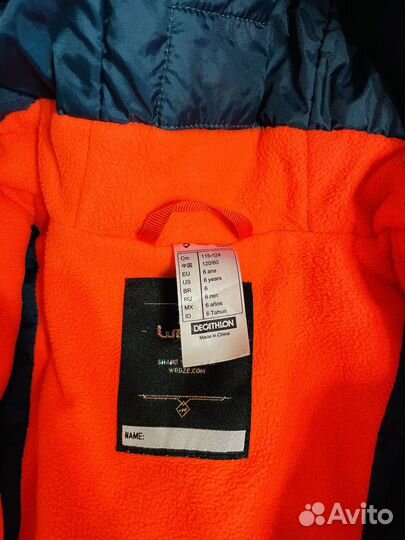 Cm 115-124
中国 120/60
EU 6 ans
US 6 years
BR 6
RU 6 лет
MX 6 años
ID 6 Tahun
DECATHLON
Made in China
WEDZE.COM
NAME:
Avito